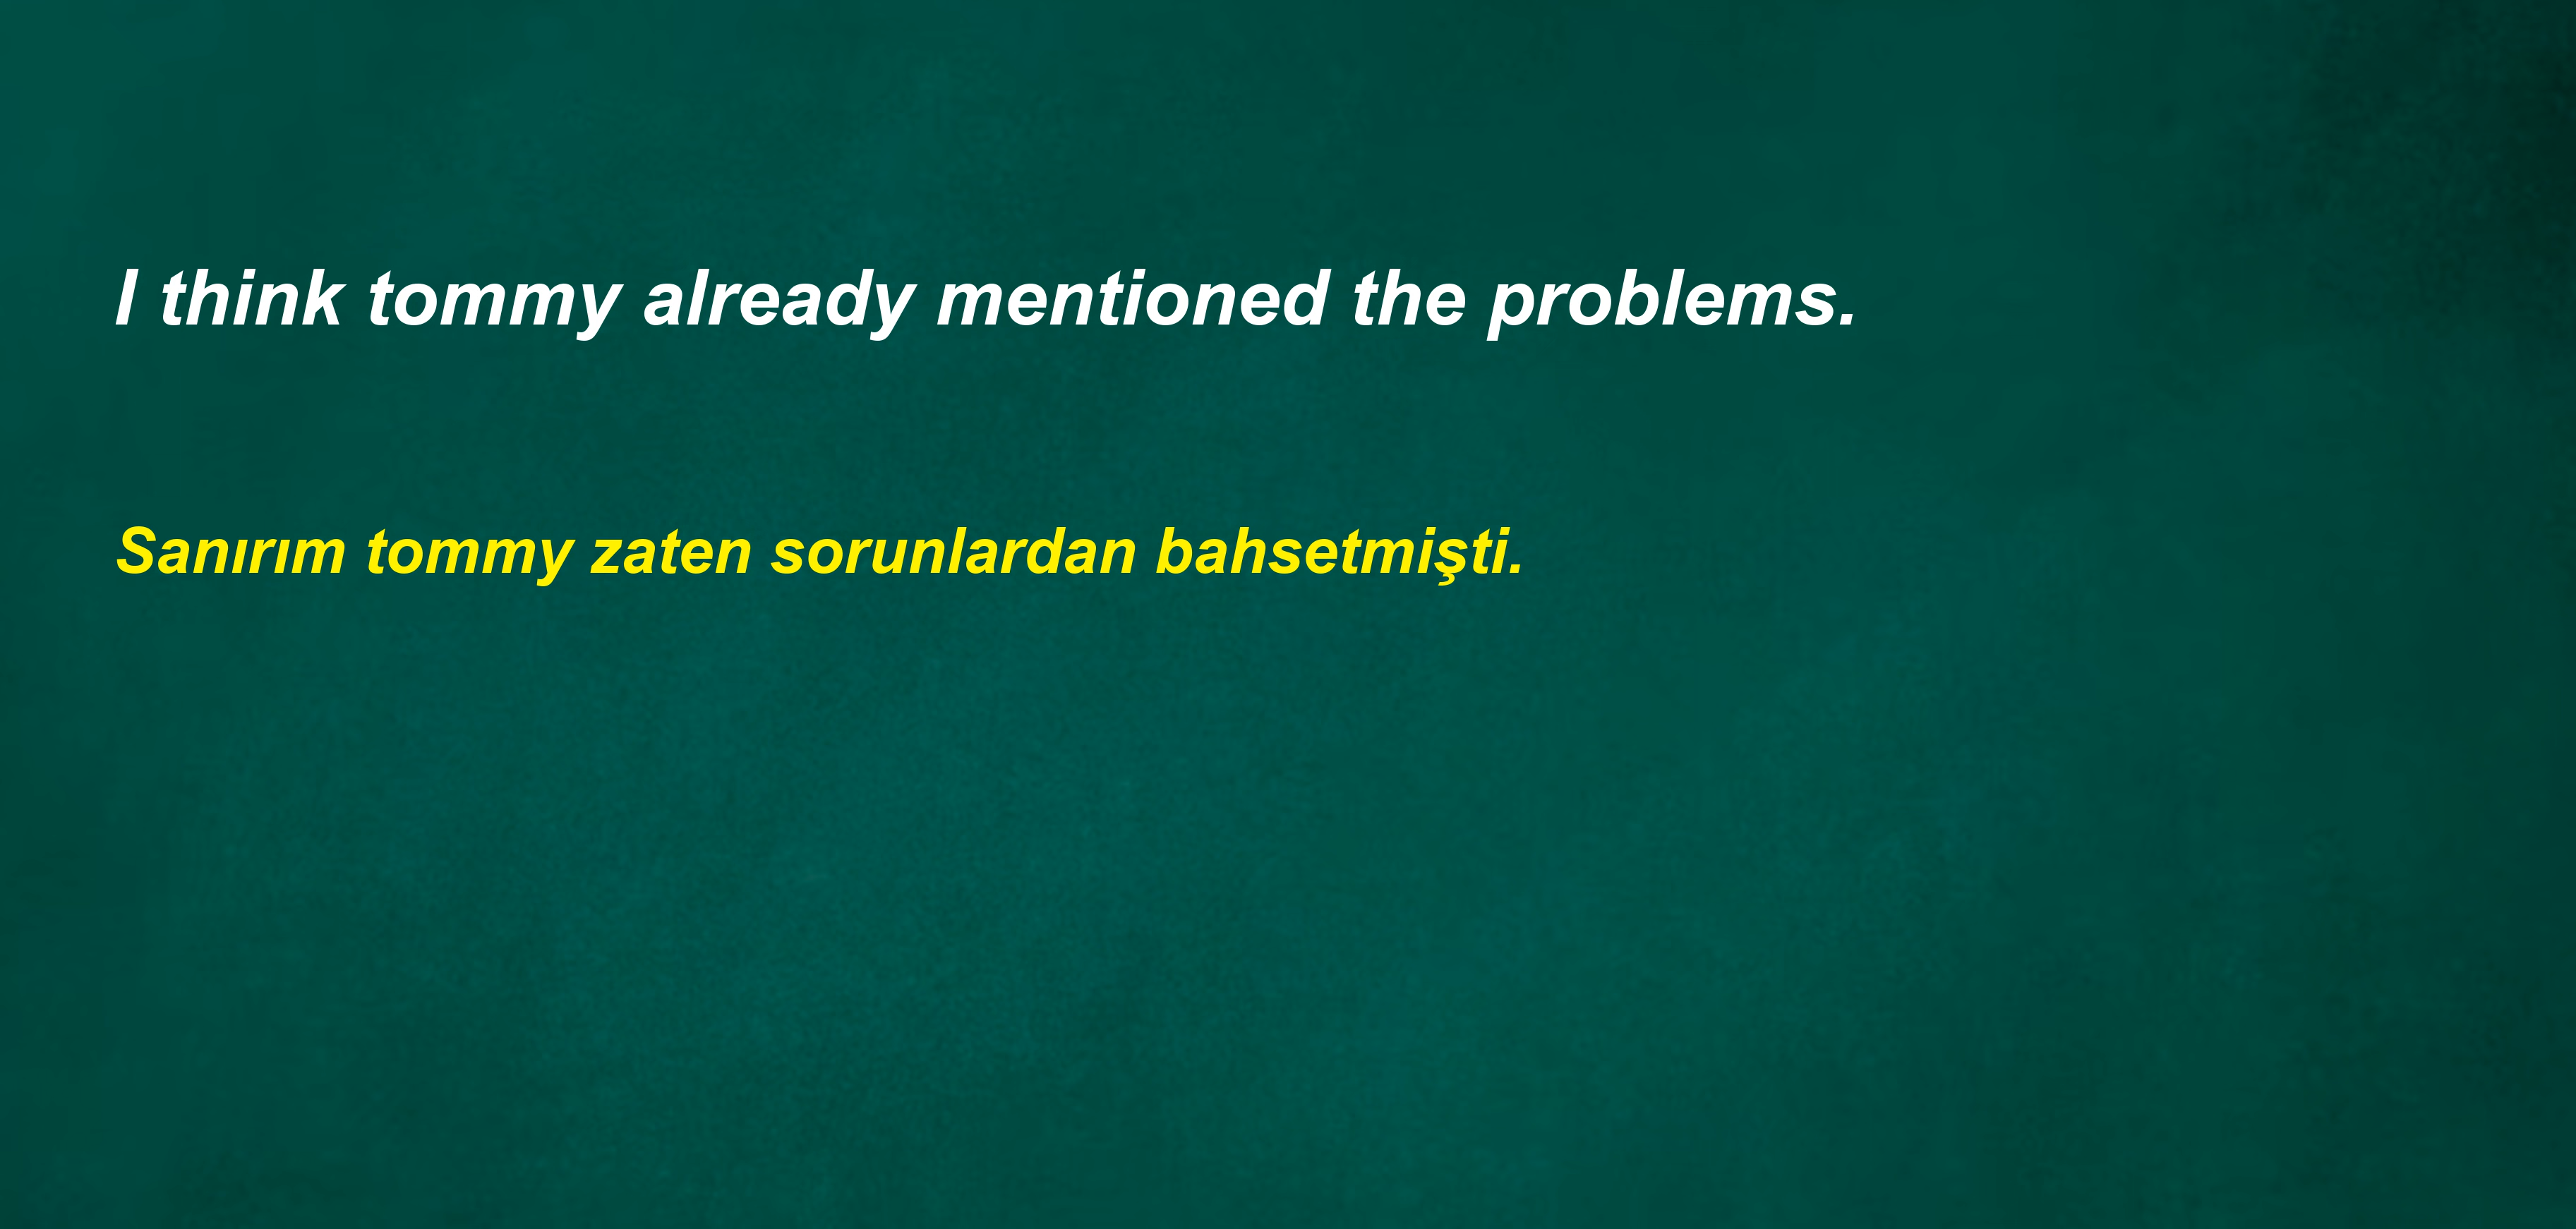 I think tommy already mentioned the problems.
Sanırım tommy zaten sorunlardan bahsetmişti.